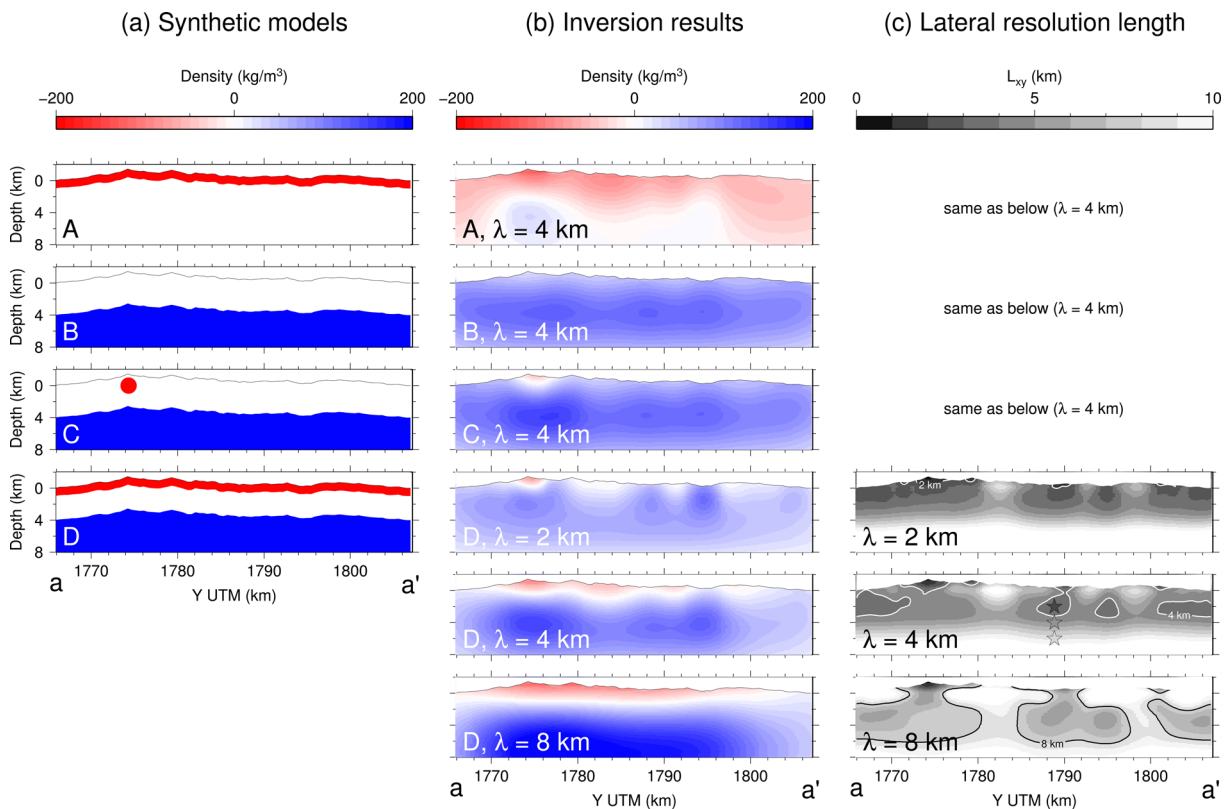 (a) Synthetic models
(b) Inversion results
(c) Lateral resolution length
Density (kg/m³)
−200 0 200
Density (kg/m³)
−200 0 200
Lxy (km)
0 5 10
Depth (km)
0
4
8
A
A, λ = 4 km
same as below (λ = 4 km)
Depth (km)
0
4
8
B
B, λ = 4 km
same as below (λ = 4 km)
Depth (km)
0
4
8
C
C, λ = 4 km
same as below (λ = 4 km)
Depth (km)
0
4
8
D
1770 1780 1790 1800
a a'
Y UTM (km)
D, λ = 2 km
2 km
λ = 2 km
D, λ = 4 km
4 km
λ = 4 km
D, λ = 8 km
8 km
λ = 8 km
1770 1780 1790 1800
a a'
Y UTM (km)
1770 1780 1790 1800
a a'
Y UTM (km)